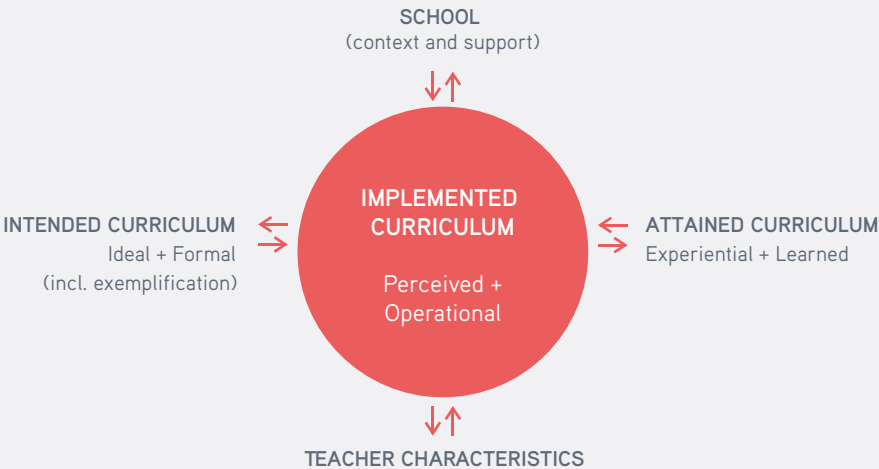 SCHOOL
(context and support)
IMPLEMENTED
CURRICULUM
Perceived +
Operational
INTENDED CURRICULUM
Ideal + Formal
(incl. exemplification)
ATTAINED CURRICULUM
Experiential + Learned
TEACHER CHARACTERISTICS